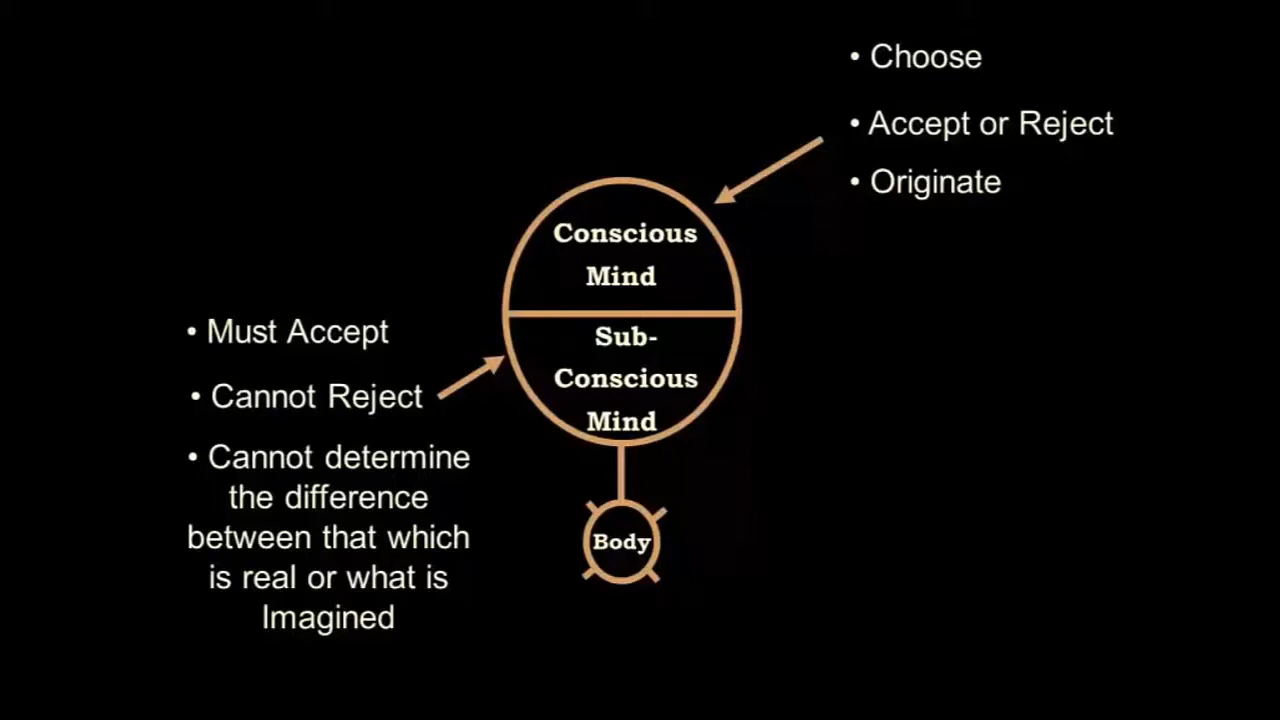 • Choose
• Accept or Reject
• Originate
Conscious
Mind
Sub-
Conscious
Mind
• Must Accept
• Cannot Reject
• Cannot determine
the difference
between that which
is real or what is
Imagined
Body